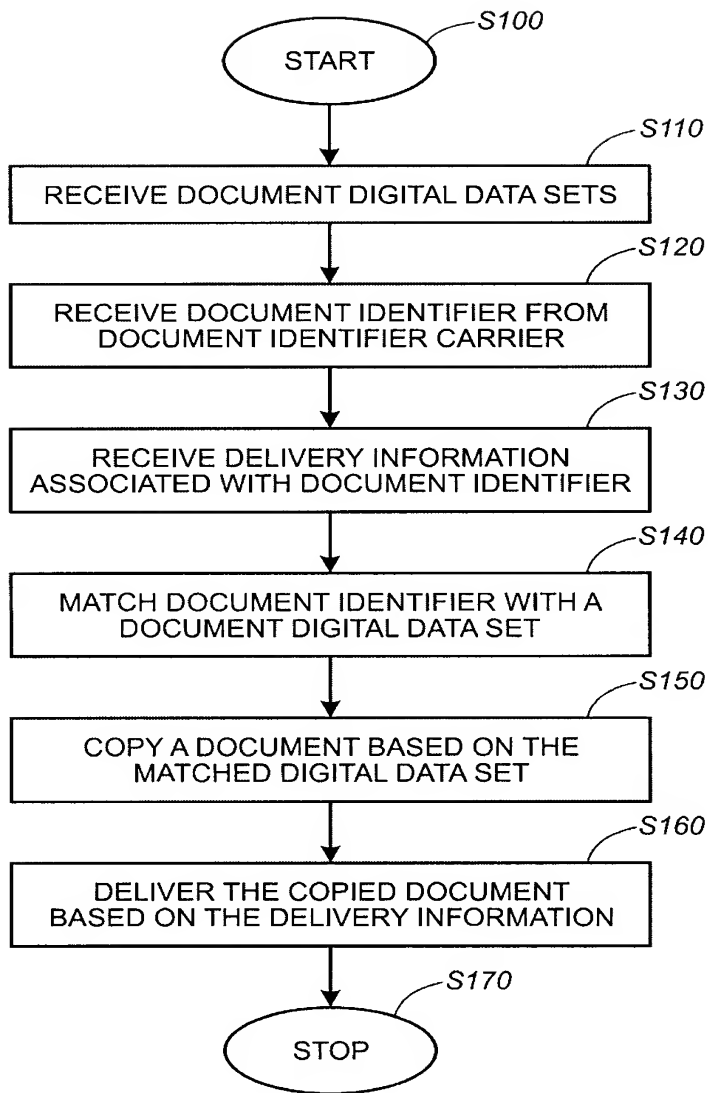 S100
START
S110
RECEIVE DOCUMENT DIGITAL DATA SETS
S120
RECEIVE DOCUMENT IDENTIFIER FROM
DOCUMENT IDENTIFIER CARRIER
S130
RECEIVE DELIVERY INFORMATION
ASSOCIATED WITH DOCUMENT IDENTIFIER
S140
MATCH DOCUMENT IDENTIFIER WITH A
DOCUMENT DIGITAL DATA SET
S150
COPY A DOCUMENT BASED ON THE
MATCHED DIGITAL DATA SET
S160
DELIVER THE COPIED DOCUMENT
BASED ON THE DELIVERY INFORMATION
S170
STOP